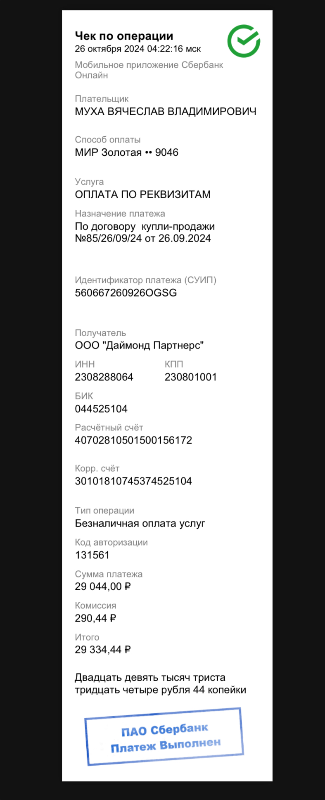 Чек по операции
26 октября 2024 04:22:16 мск
Мобильное приложение Сбербанк
Онлайн
Плательщик
МУХА ВЯЧЕСЛАВ ВЛАДИМИРОВИЧ
Способ оплаты
МИР Золотая •• 9046
Услуга
ОПЛАТА ПО РЕКВИЗИТАМ
Назначение платежа
По договору купли-продажи
№85/26/09/24 от 26.09.2024
Идентификатор платежа (СУИП)
560667260926OGSG
Получатель
ООО "Даймонд Партнерс"
ИНН КПП
2308288064 230801001
БИК
044525104
Расчётный счёт
40702810501500156172
Корр. счёт
30101810745374525104
Тип операции
Безналичная оплата услуг
Код авторизации
131561
Сумма платежа
29 044,00 ₽
Комиссия
290,44 ₽
Итого
29 334,44 ₽
Двадцать девять тысяч триста
тридцать четыре рубля 44 копейки
ПАО Сбербанк
Платеж Выполнен